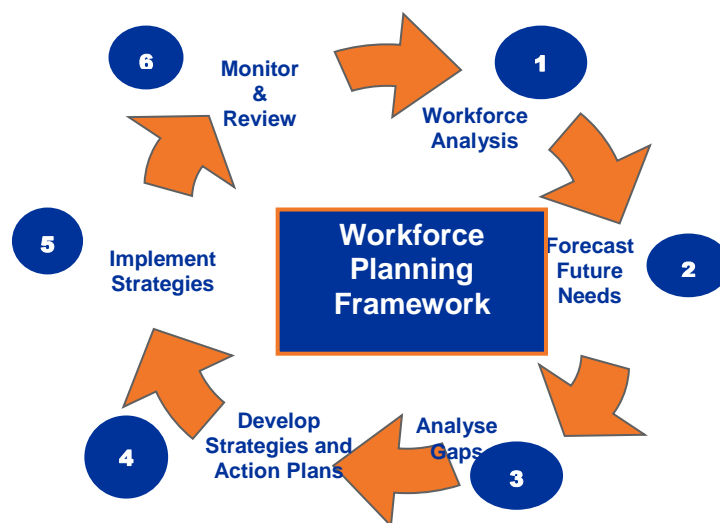 Workforce
Planning
Framework
1
Workforce
Analysis
2
Forecast
Future
Needs
3
Analyse
Gaps
4
Develop
Strategies and
Action Plans
5
Implement
Strategies
6
Monitor
&
Review